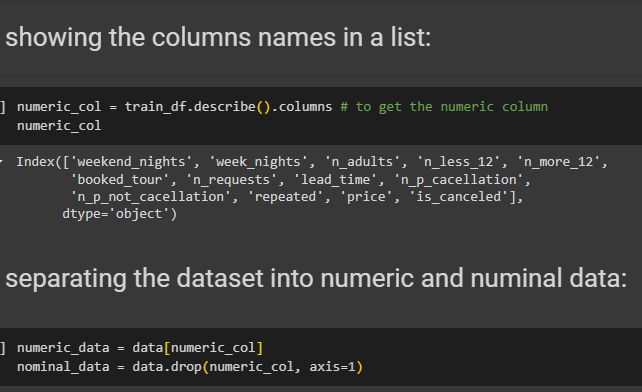 showing the columns names in a list:
] numeric_col = train_df.describe().columns # to get the numeric column
numeric_col
Index(['weekend_nights', 'week_nights', 'n_adults', 'n_less_12', 'n_more_12',
'booked_tour', 'n_requests', 'lead_time', 'n_p_cacellation',
'n_p_not_cacellation', 'repeated', 'price', 'is_canceled'],
dtype='object')
separating the dataset into numeric and numinal data:
] numeric_data = data[numeric_col]
nominal_data = data.drop(numeric_col, axis=1)